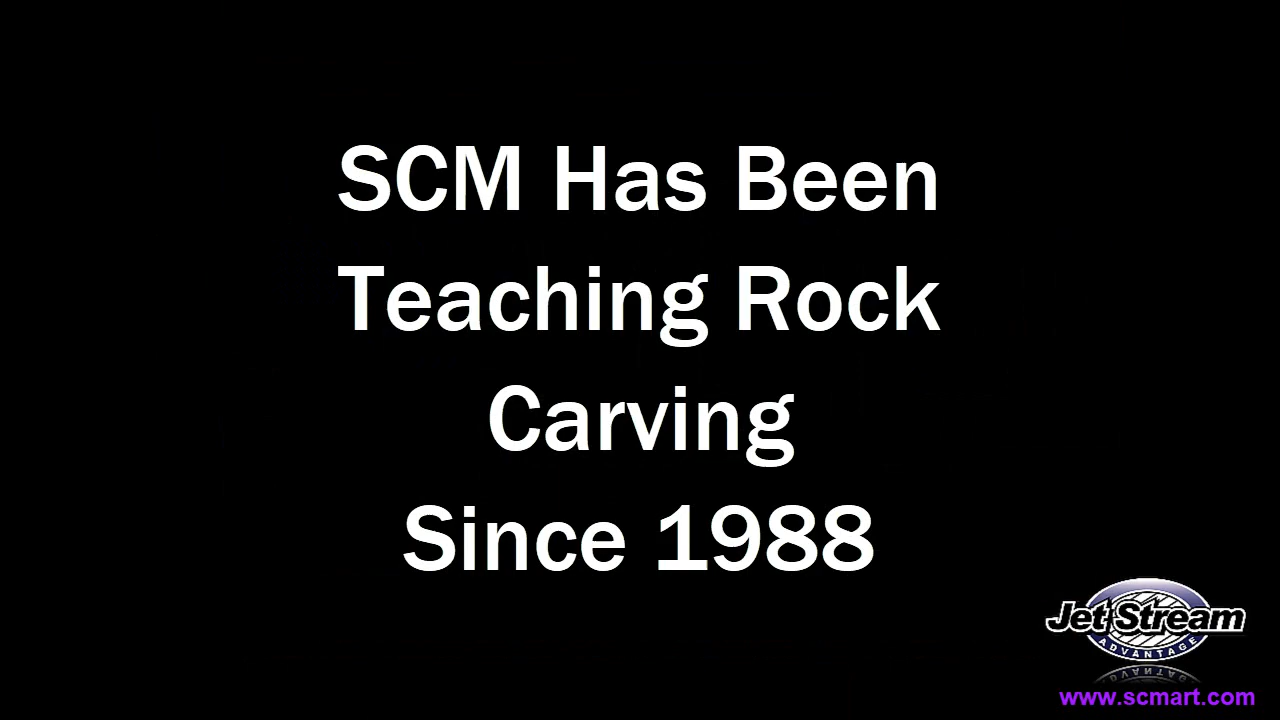 SCM Has Been
Teaching Rock
Carving
Since 1988
Jet Stream
ADVANTAGE
www.scmart.com